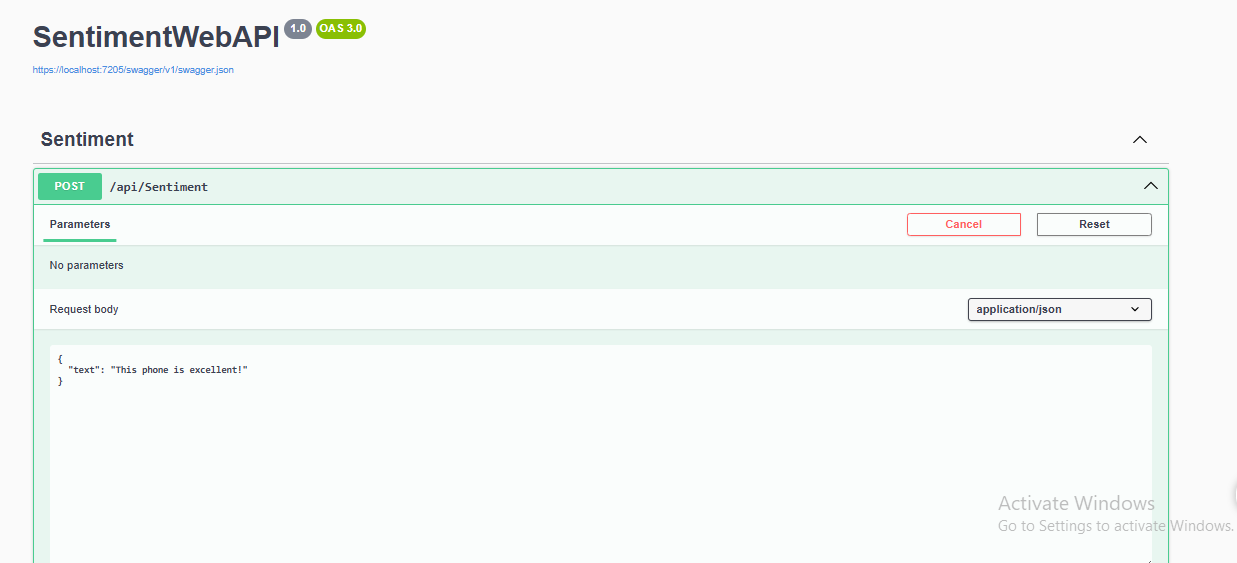 SentimentWebAPI 1.0 OAS 3.0
https://localhost:7205/swagger/v1/swagger.json
Sentiment
POST /api/Sentiment
Parameters Cancel Reset
No parameters
Request body application/json
{
"text": "This phone is excellent!"
}
Activate Windows
Go to Settings to activate Windows.